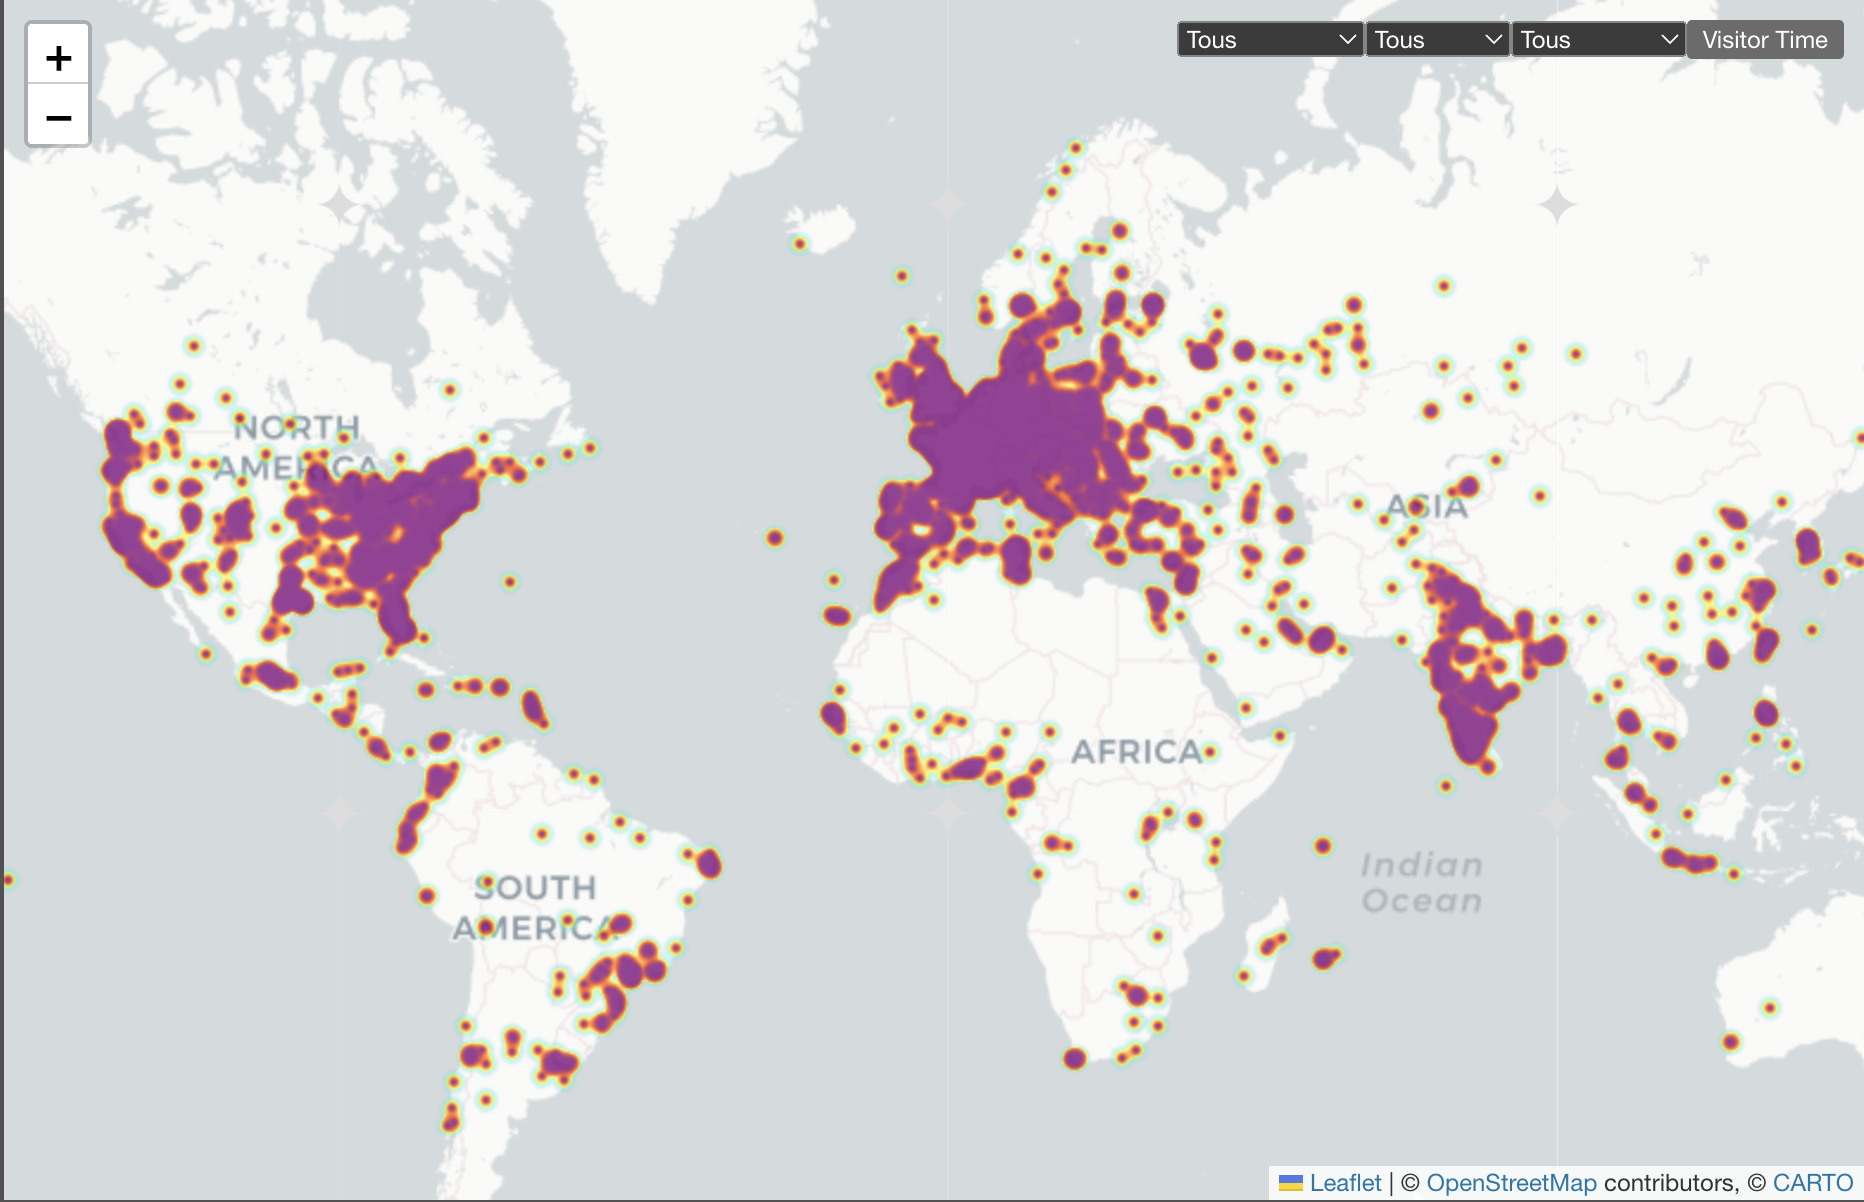 +
−
Tous
Tous
Tous
Visitor Time
NORTH
AMERICA
ASIA
AFRICA
SOUTH
AMERICA
Indian
Ocean
Leaflet | © OpenStreetMap contributors, © CARTO